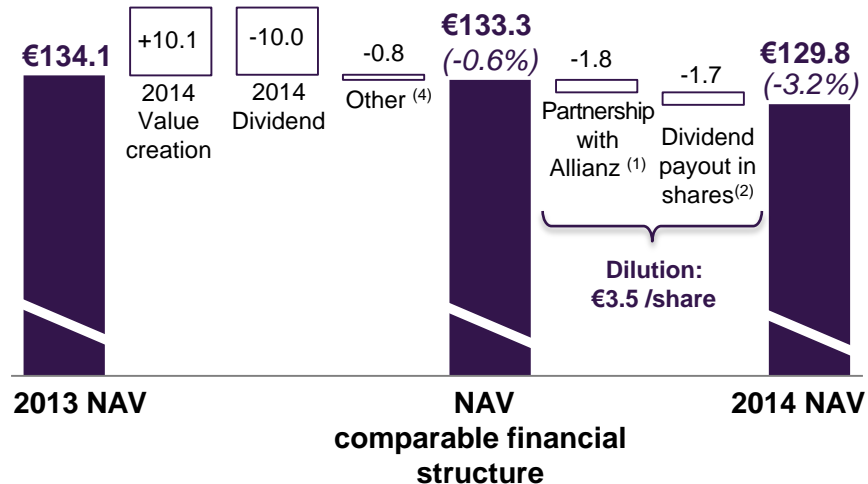 €134.1
+10.1
2014
Value
creation
-10.0
2014
Dividend
-0.8
Other (4)
€133.3
(-0.6%)
-1.8
Partnership
with
Allianz (1)
-1.7
Dividend
payout in
shares(2)
€129.8
(-3.2%)
Dilution:
€3.5 /share
2013 NAV
NAV
comparable financial
structure
2014 NAV